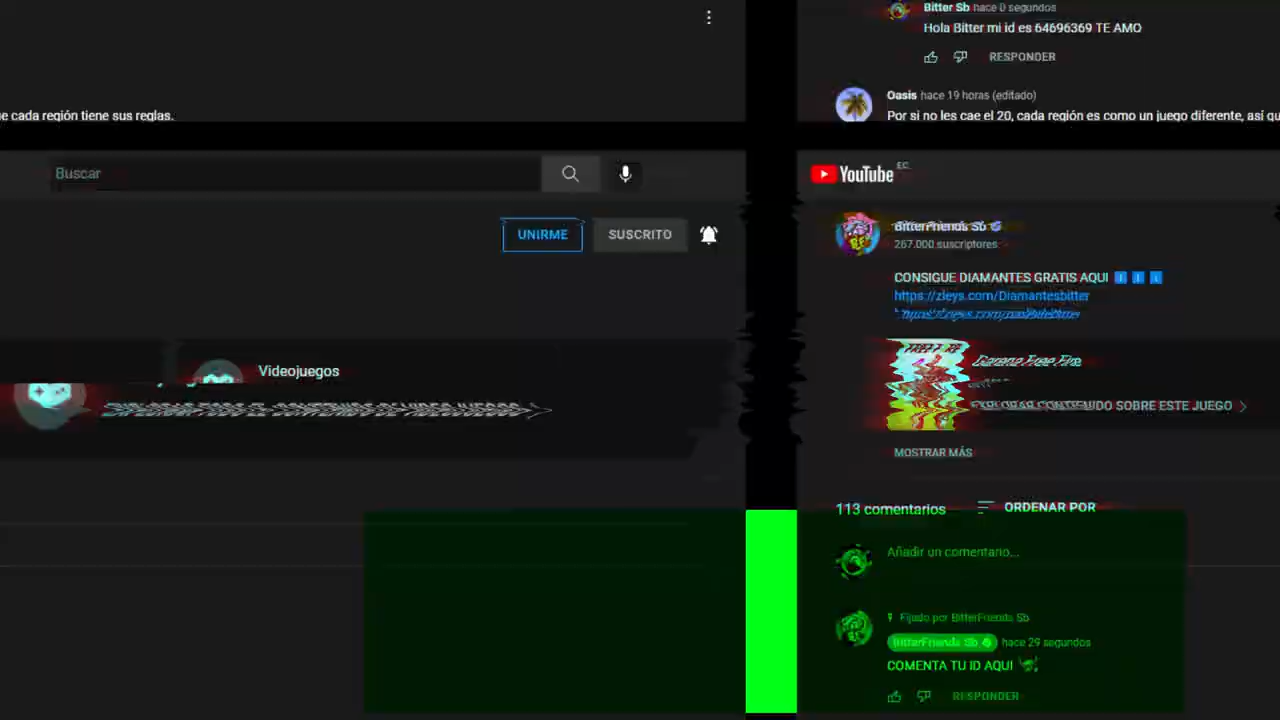 Bitter Sb hace 0 segundos
Hola Bitter mi id es 64696369 TE AMO
RESPONDER
Oasis hace 19 horas (editado)
e cada región tiene sus reglas.
Por si no les cae el 20, cada región es como un juego diferente, así qu
Buscar
YouTube EC
UNIRME
SUSCRITO
BitterFriends Sb
267.000 suscriptores
CONSIGUE DIAMANTES GRATIS AQUI
https://zleys.com/Diamantesbitter
Videojuegos
Garena Free Fire
EXPLORAR CONTENIDO SOBRE ESTE JUEGO
MOSTRAR MÁS
113 comentarios
ORDENAR POR
Añadir un comentario...
Fijado por BitterFriends Sb
BitterFriends Sb hace 29 segundos
COMENTA TU ID AQUI
RESPONDER